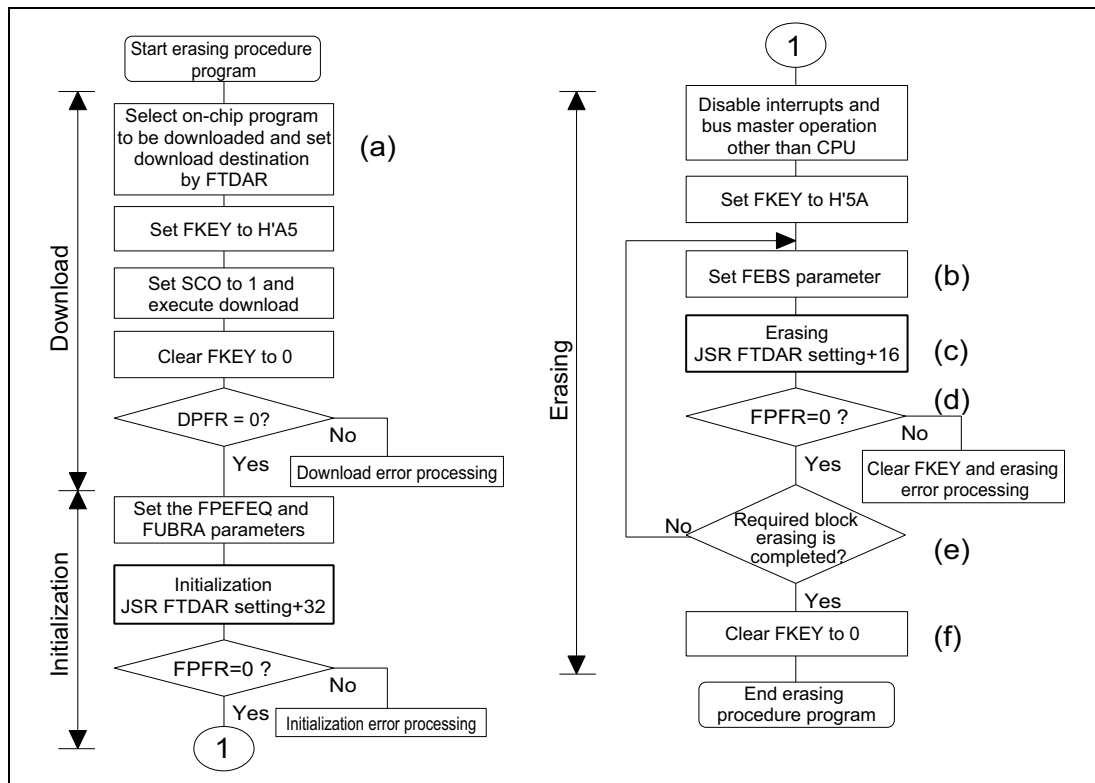 Start erasing procedure
program
Select on-chip program
to be downloaded and set
download destination
by FTDAR
(a)
Set FKEY to H'A5
Set SCO to 1 and
execute download
Clear FKEY to 0
DPFR = 0?
No
Yes
Download error processing
Download
Set the FPEFEQ and
FUBRA parameters
Initialization
JSR FTDAR setting+32
FPFR=0 ?
No
Yes
Initialization error processing
Initialization
1
1
Disable interrupts and
bus master operation
other than CPU
Set FKEY to H'5A
Set FEBS parameter
(b)
Erasing
JSR FTDAR setting+16
(c)
(d)
FPFR=0 ?
No
Yes
Clear FKEY and erasing
error processing
No
Required block
erasing is
completed?
(e)
Yes
Clear FKEY to 0
(f)
Erasing
End erasing
procedure program